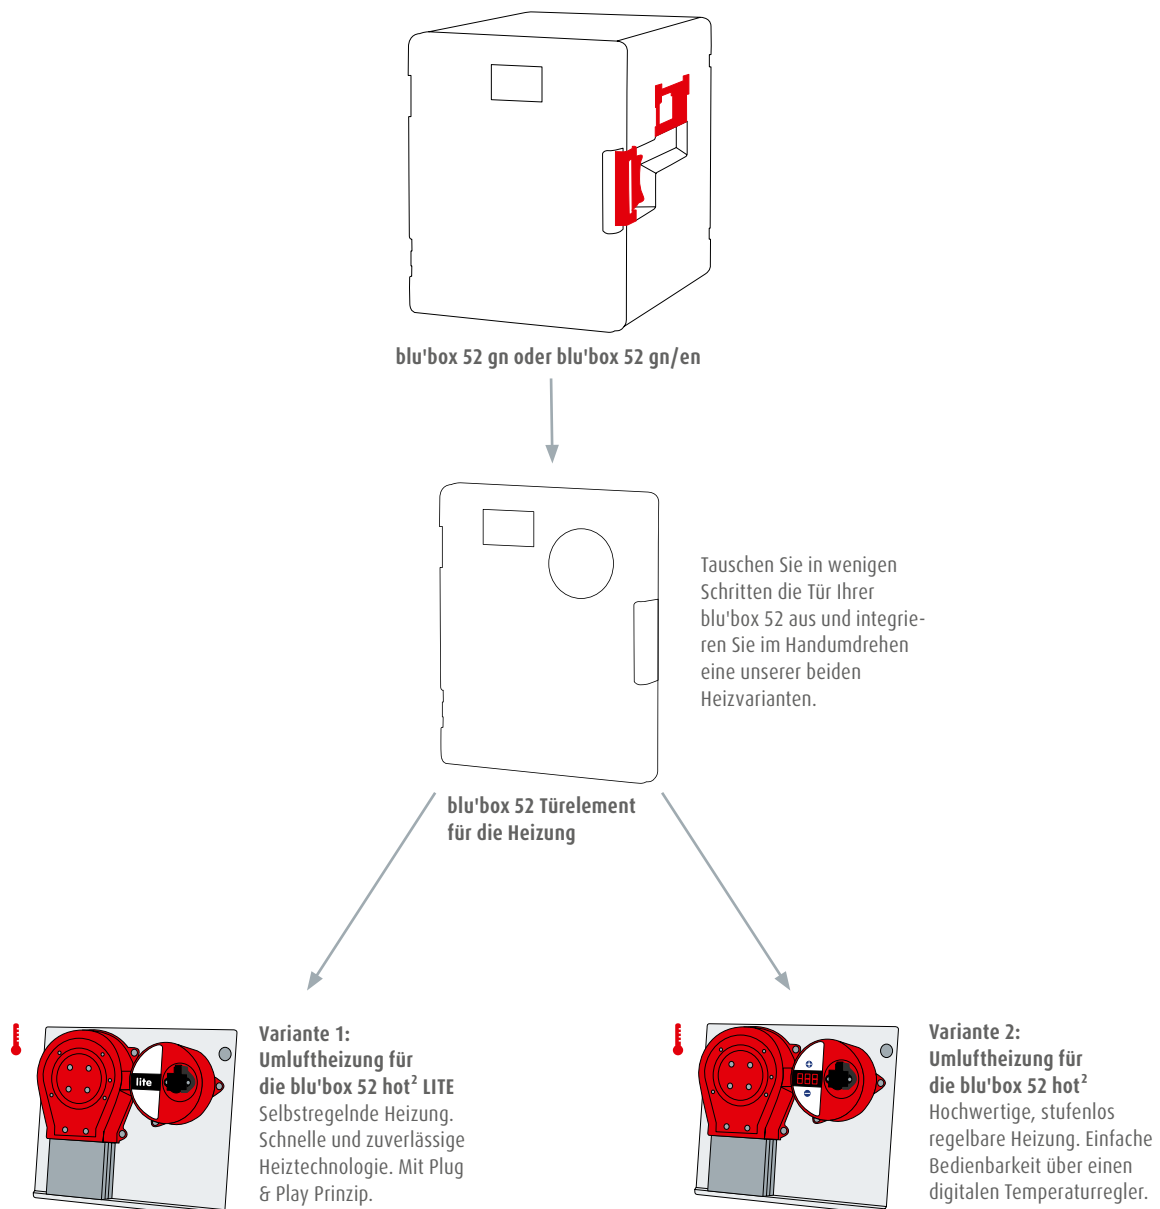 blu'box 52 gn oder blu'box 52 gn/en
Tauschen Sie in wenigen
Schritten die Tür Ihrer
blu'box 52 aus und integrie-
ren Sie im Handumdrehen
eine unserer beiden
Heizvarianten.
blu'box 52 Türelement
für die Heizung
lite
Variante 1:
Umluftheizung für
die blu'box 52 hot² LITE
Selbstregelnde Heizung.
Schnelle und zuverlässige
Heiztechnologie. Mit Plug
& Play Prinzip.
888
Variante 2:
Umluftheizung für
die blu'box 52 hot²
Hochwertige, stufenlos
regelbare Heizung. Einfache
Bedienbarkeit über einen
digitalen Temperaturregler.